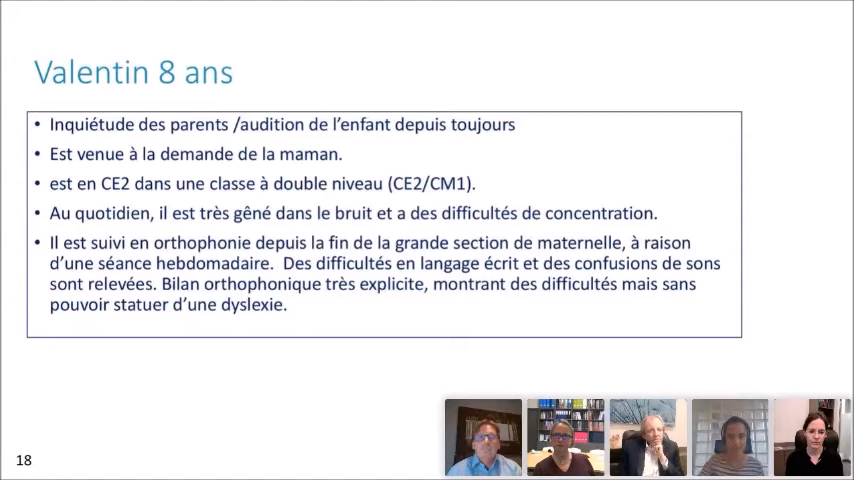 Valentin 8 ans
• Inquiétude des parents /audition de l'enfant depuis toujours
• Est venue à la demande de la maman.
• est en CE2 dans une classe à double niveau (CE2/CM1).
• Au quotidien, il est très gêné dans le bruit et a des difficultés de concentration.
• Il est suivi en orthophonie depuis la fin de la grande section de maternelle, à raison
d'une séance hebdomadaire. Des difficultés en langage écrit et des confusions de sons
sont relevées. Bilan orthophonique très explicite, montrant des difficultés mais sans
pouvoir statuer d'une dyslexie.
18